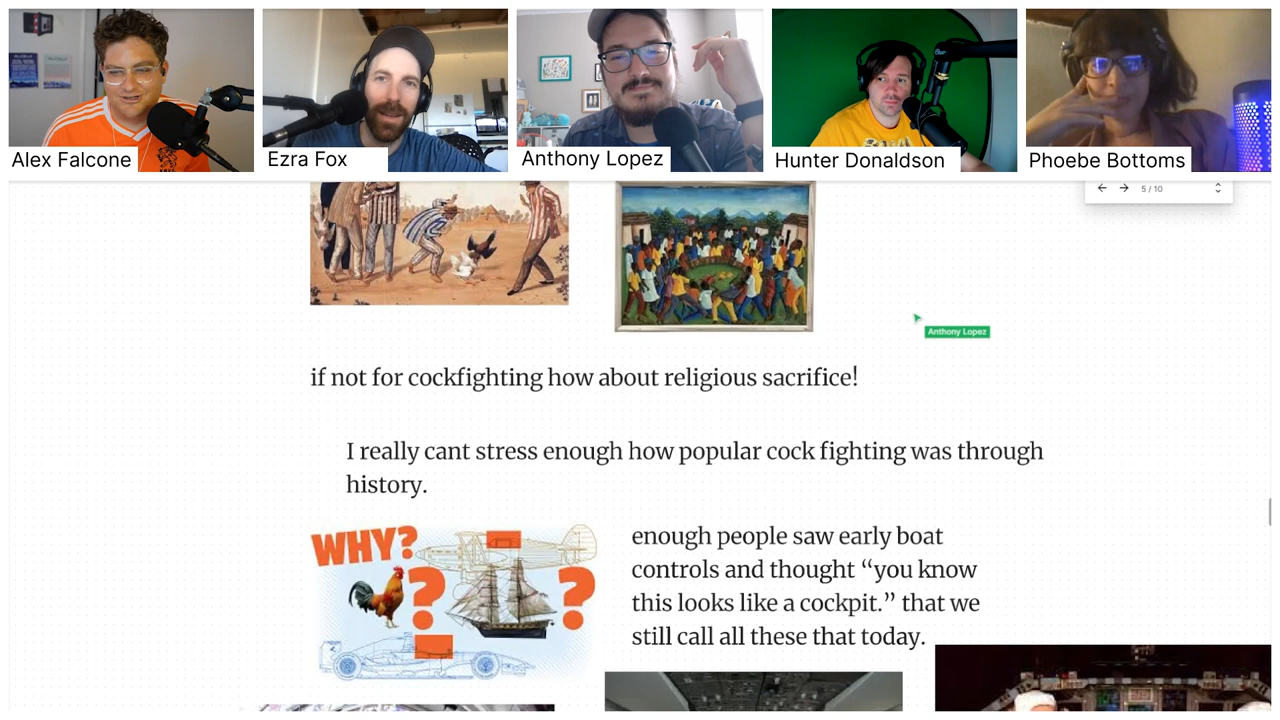 Alex Falcone
Ezra Fox
Anthony Lopez
Hunter Donaldson
Phoebe Bottoms
5 / 10
Anthony Lopez
if not for cockfighting how about religious sacrifice!
I really cant stress enough how popular cock fighting was through
history.
WHY?
?
?
enough people saw early boat
controls and thought “you know
this looks like a cockpit.” that we
still call all these that today.